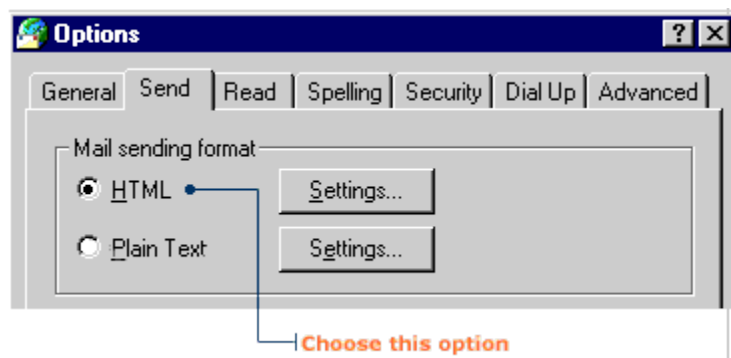 Options
General Send Read Spelling Security Dial Up Advanced
Mail sending format
HTML Settings...
Plain Text Settings...
Choose this option